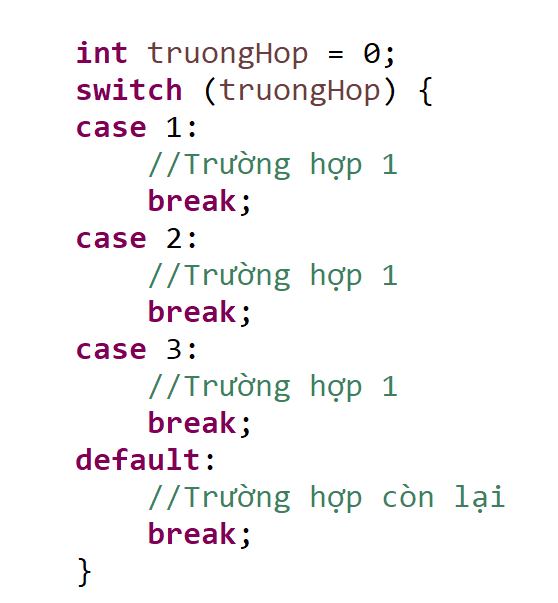 int truongHop = 0;
switch (truongHop) {
case 1:
    //Trường hợp 1
    break;
case 2:
    //Trường hợp 1
    break;
case 3:
    //Trường hợp 1
    break;
default:
    //Trường hợp còn lại
    break;
}